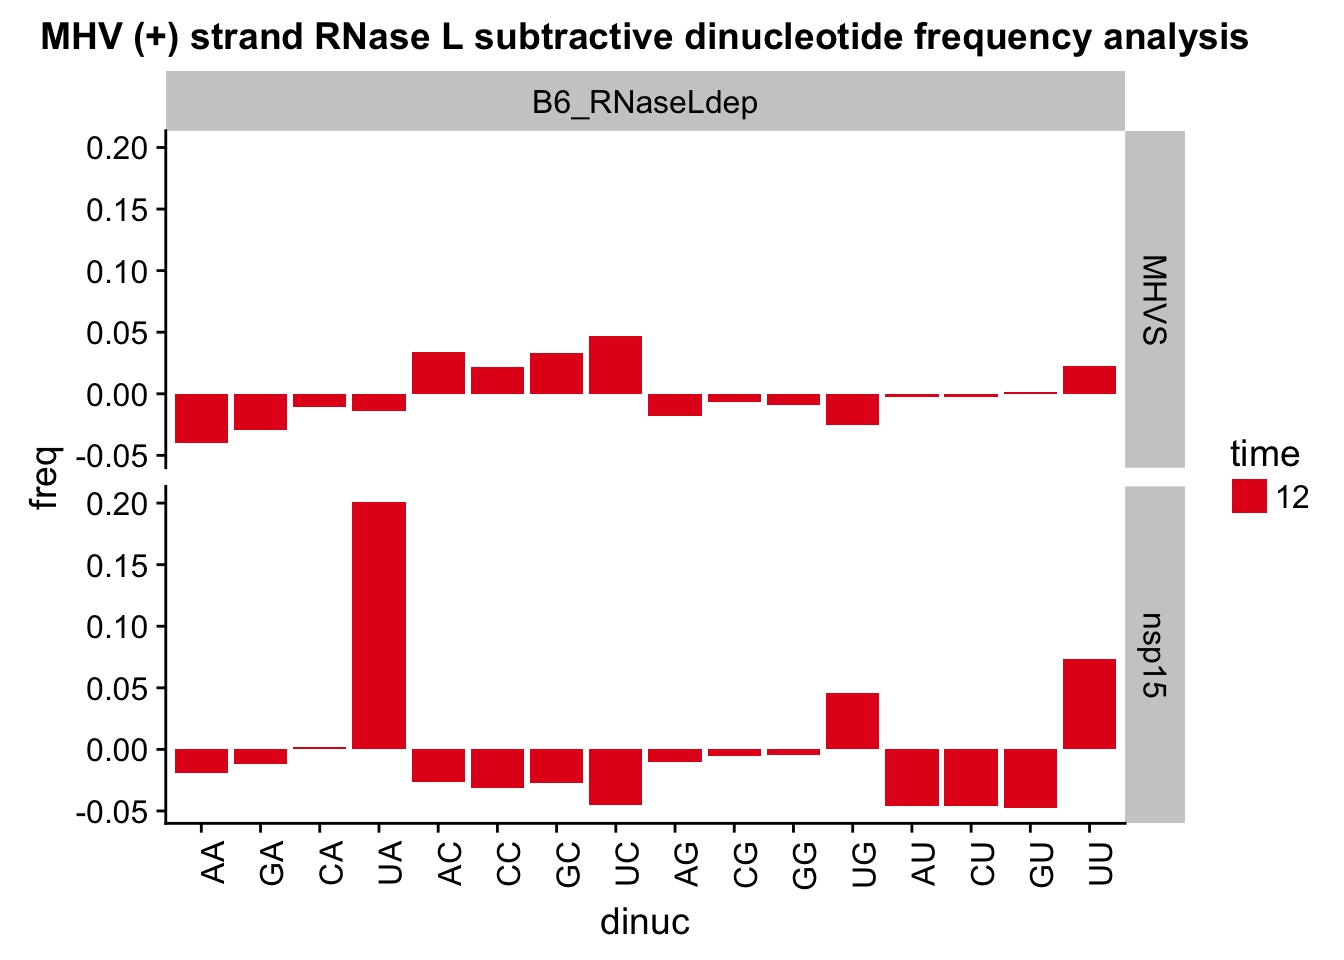 MHV (+) strand RNase L subtractive dinucleotide frequency analysis
B6_RNaseLdep
0.20
0.15
0.10
0.05
0.00
-0.05
MHVS
0.20
0.15
0.10
0.05
0.00
-0.05
nsp15
freq
AA GA CA UA AC CC GC UC AG CG GG UG AU CU GU UU
dinuc
time
12